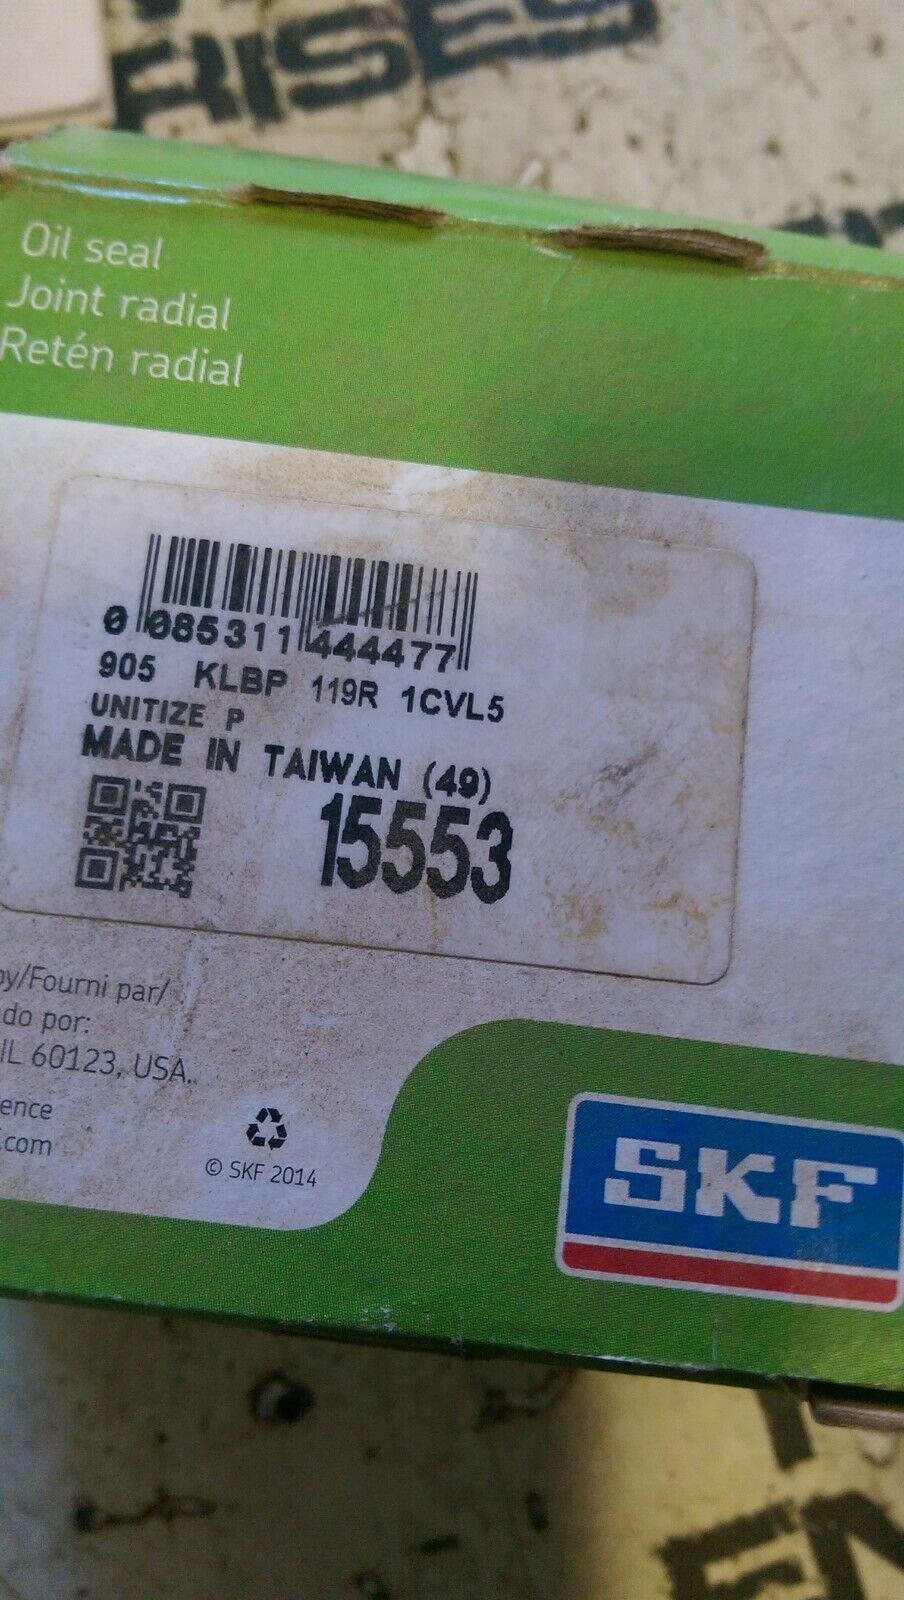 RISES
Oil seal
Joint radial
Retén radial
0 085311 444477
905 KLBP 119R 1CVL5
UNITIZE P
MADE IN TAIWAN (49)
15553
by/Fourni par/
do por:
IL 60123, USA.
ence
.com
© SKF 2014
SKF
EN